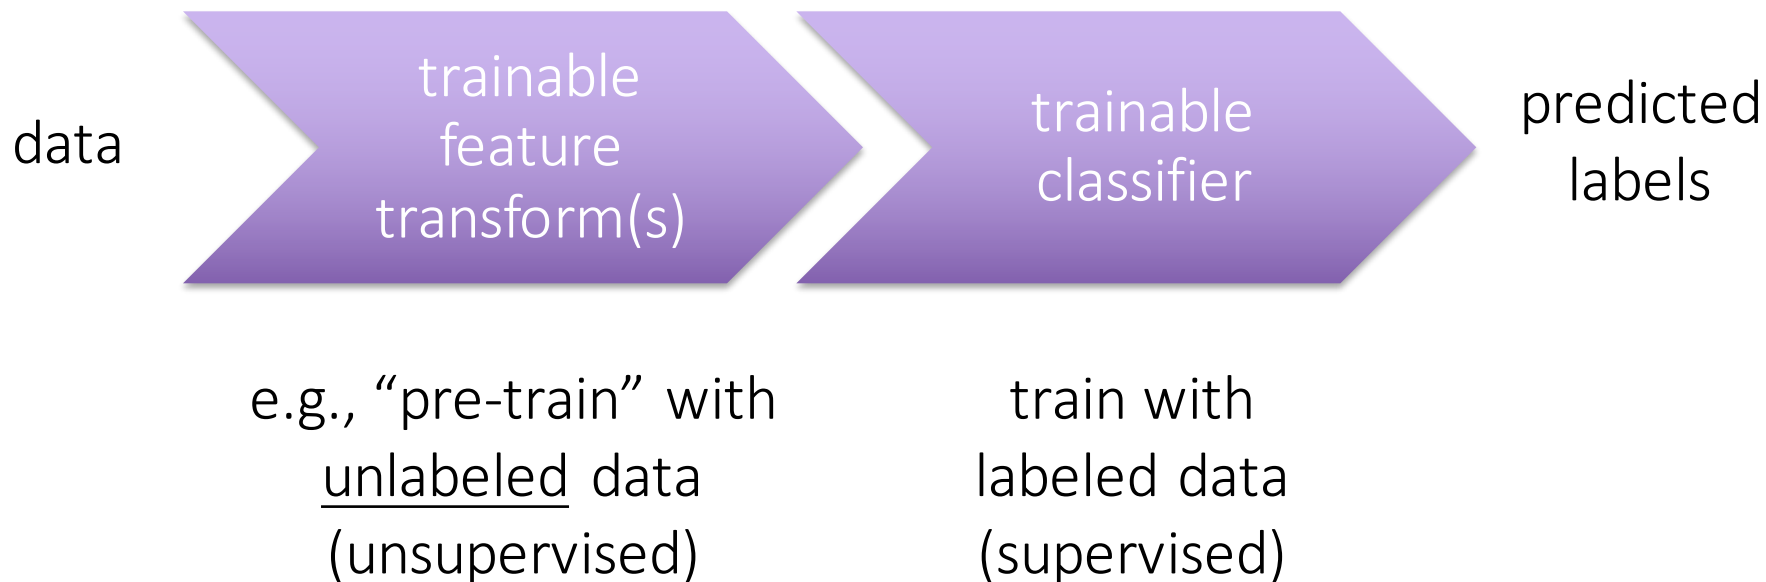 data
trainable
feature
transform(s)
trainable
classifier
predicted
labels
e.g., “pre-train” with
unlabeled data
(unsupervised)
train with
labeled data
(supervised)